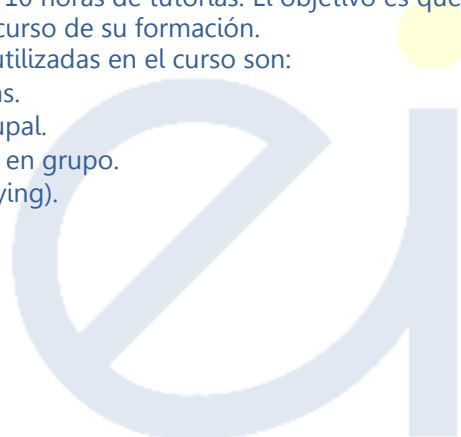 10 horas de tutorías. El objetivo es que
curso de su formación.
utilizadas en el curso son:
as.
upal.
en grupo.
ying).